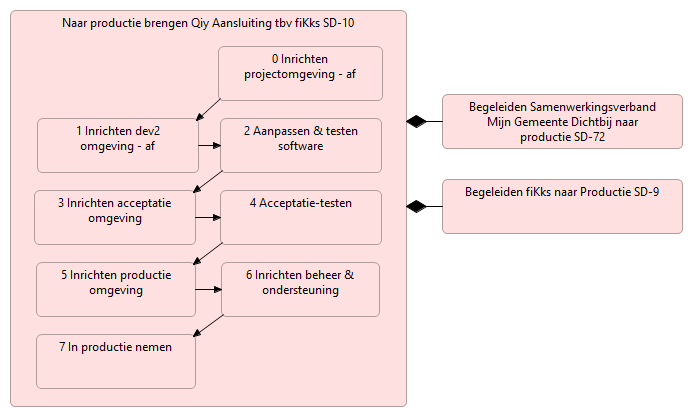 Naar productie brengen Qiy Aansluiting tbv fiKks SD-10
0 Inrichten
projectomgeving - af
1 Inrichten dev2
omgeving - af
2 Aanpassen & testen
software
3 Inrichten acceptatie
omgeving
4 Acceptatie-testen
5 Inrichten productie
omgeving
6 Inrichten beheer &
ondersteuning
7 In productie nemen
Begeleiden Samenwerkingsverband
Mijn Gemeente Dichtbij naar
productie SD-72
Begeleiden fiKks naar Productie SD-9